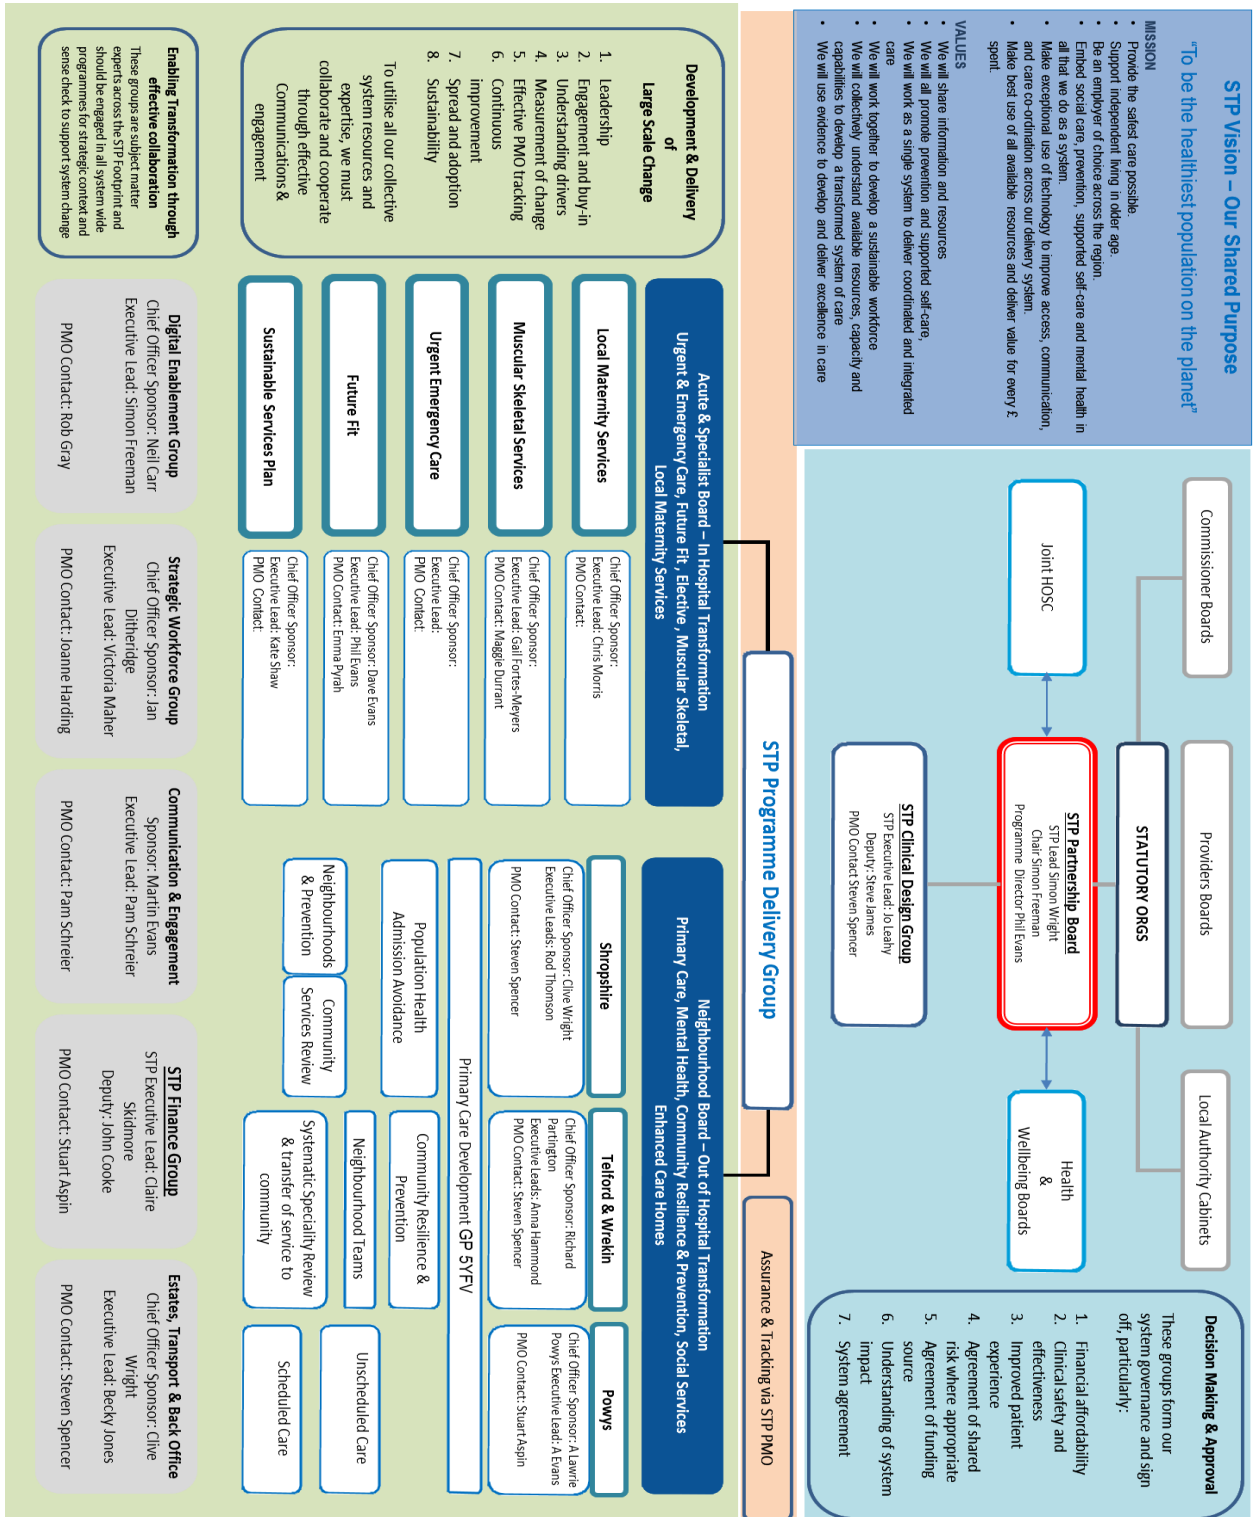 STP Vision – Our Shared Purpose
“To be the healthiest population on the planet”
MISSION
• Provide the safest care possible.
• Support independent living in older age.
• Be an employer of choice across the region.
• Embed social care, prevention, supported self-care and mental health in
all that we do as a system.
• Make exceptional use of technology to improve access, communication,
and care co-ordination across our delivery system.
• Make best use of all available resources and deliver value for every £
spent.
VALUES
• We will share information and resources
• We will all promote prevention and supported self-care,
• We will work as a single system to deliver coordinated and integrated
care
• We will work together to develop a sustainable workforce
• We will collectively understand available resources, capacity and
capabilities to develop a transformed system of care
• We will use evidence to develop and deliver excellence in care
Commissioner Boards
Providers Boards
Local Authority Cabinets
STATUTORY ORGS
Joint HOSC
STP Partnership Board
STP Lead Simon Wright
Chair Simon Freeman
Programme Director Phil Evans
Health
&
Wellbeing Boards
STP Clinical Design Group
STP Executive Lead: Jo Leahy
Deputy: Steve James
PMO Contact Steven Spencer
Decision Making & Approval
These groups form our
system governance and sign
off, particularly:
1. Financial affordability
2. Clinical safety and
effectiveness
3. Improved patient
experience
4. Agreement of shared
risk where appropriate
5. Agreement of funding
source
6. Understanding of system
impact
7. System agreement
STP Programme Delivery Group
Assurance & Tracking via STP PMO
Development & Delivery
of
Large Scale Change
1. Leadership
2. Engagement and buy-in
3. Understanding drivers
4. Measurement of change
5. Effective PMO tracking
6. Continuous
improvement
7. Spread and adoption
8. Sustainability
To utilise all our collective
system resources and
expertise, we must
collaborate and cooperate
through effective
Communications &
engagement
Acute & Specialist Board – In Hospital Transformation
Urgent & Emergency Care, Future Fit , Elective , Muscular Skeletal,
Local Maternity Services
Local Maternity Services
Chief Officer Sponsor:
Executive Lead: Chris Morris
PMO Contact:
Muscular Skeletal Services
Chief Officer Sponsor:
Executive Lead: Gail Fortes-Meyers
PMO Contact: Maggie Durrant
Urgent Emergency Care
Chief Officer Sponsor:
Executive Lead:
PMO Contact:
Future Fit
Chief Officer Sponsor: Dave Evans
Executive Lead: Phil Evans
PMO Contact: Emma Pyrah
Sustainable Services Plan
Chief Officer Sponsor:
Executive Lead: Kate Shaw
PMO Contact:
Neighbourhood Board – Out of Hospital Transformation
Primary Care, Mental Health, Community Resilience & Prevention, Social Services
Enhanced Care Homes
Shropshire
Chief Officer Sponsor: Clive Wright
Executive Leads: Rod Thomson
PMO Contact: Steven Spencer
Telford & Wrekin
Chief Officer Sponsor: Richard
Partington
Executive Leads: Anna Hammond
PMO Contact: Steven Spencer
Powys
Chief Officer Sponsor: A Lawrie
Powys Executive Lead: A Evans
PMO Contact: Stuart Aspin
Primary Care Development GP 5YFV
Population Health
Admission Avoidance
Community Resilience &
Prevention
Unscheduled Care
Neighbourhoods
& Prevention
Community
Services Review
Neighbourhood Teams
Systematic Speciality Review
& transfer of service to
community
Scheduled Care
Enabling Transformation through
effective collaboration
These groups are subject matter
experts across the STP Footprint and
should be engaged in all system wide
programmes for strategic context and
sense check to support system change
Digital Enablement Group
Chief Officer Sponsor: Neil Carr
Executive Lead: Simon Freeman
PMO Contact: Rob Gray
Strategic Workforce Group
Chief Officer Sponsor: Jan
Ditheridge
Executive Lead: Victoria Maher
PMO Contact: Joanne Harding
Communication & Engagement
Sponsor: Martin Evans
Executive Lead: Pam Schreier
PMO Contact: Pam Schreier
STP Finance Group
STP Executive Lead: Claire
Skidmore
Deputy: John Cooke
PMO Contact: Stuart Aspin
Estates, Transport & Back Office
Chief Officer Sponsor: Clive
Wright
Executive Lead: Becky Jones
PMO Contact: Steven Spencer